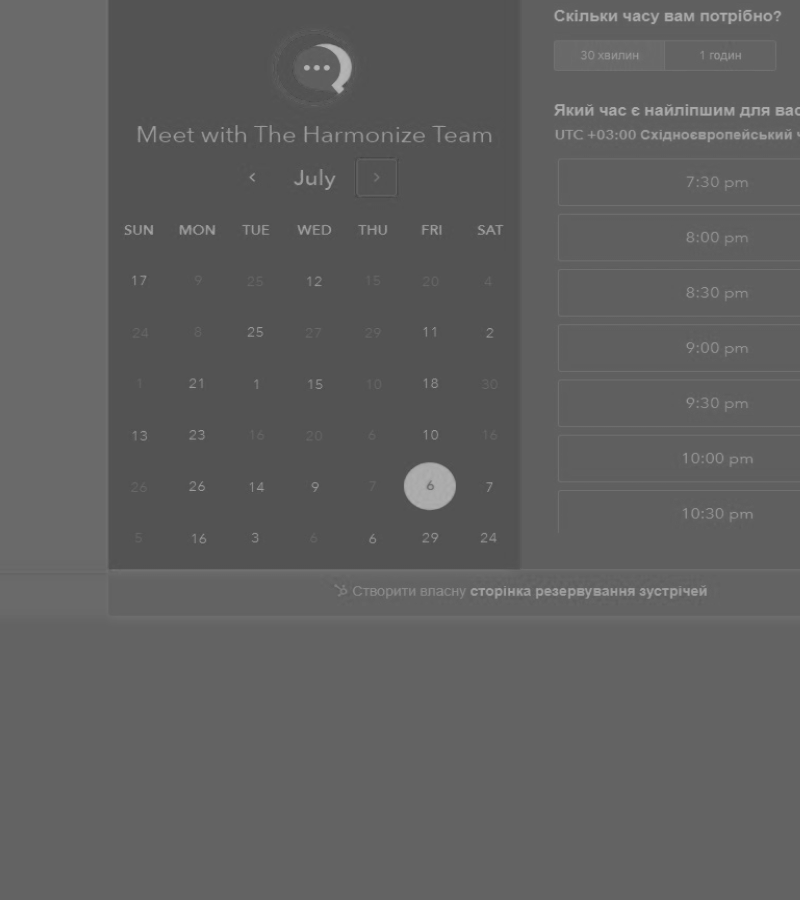 Meet with The Harmonize Team
July
SUN MON TUE WED THU FRI SAT
17 9 25 12 15 20 4
24 8 25 27 29 11 2
1 21 1 15 10 18 30
13 23 16 20 6 10 16
26 26 14 9 7 6 7
5 16 3 6 6 29 24
Скільки часу вам потрібно?
30 хвилин 1 годин
Який час є найліпшим для вас
UTC +03:00 Східноєвропейський ч
7:30 pm
8:00 pm
8:30 pm
9:00 pm
9:30 pm
10:00 pm
10:30 pm
Створити власну сторінка резервування зустрічей